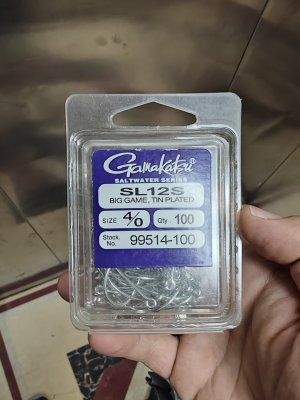 Gamakatsu
SALTWATER SERIES
SL12S
BIG GAME, TIN PLATED
SIZE 4/0 Qty 100
Stock No. 99514-100